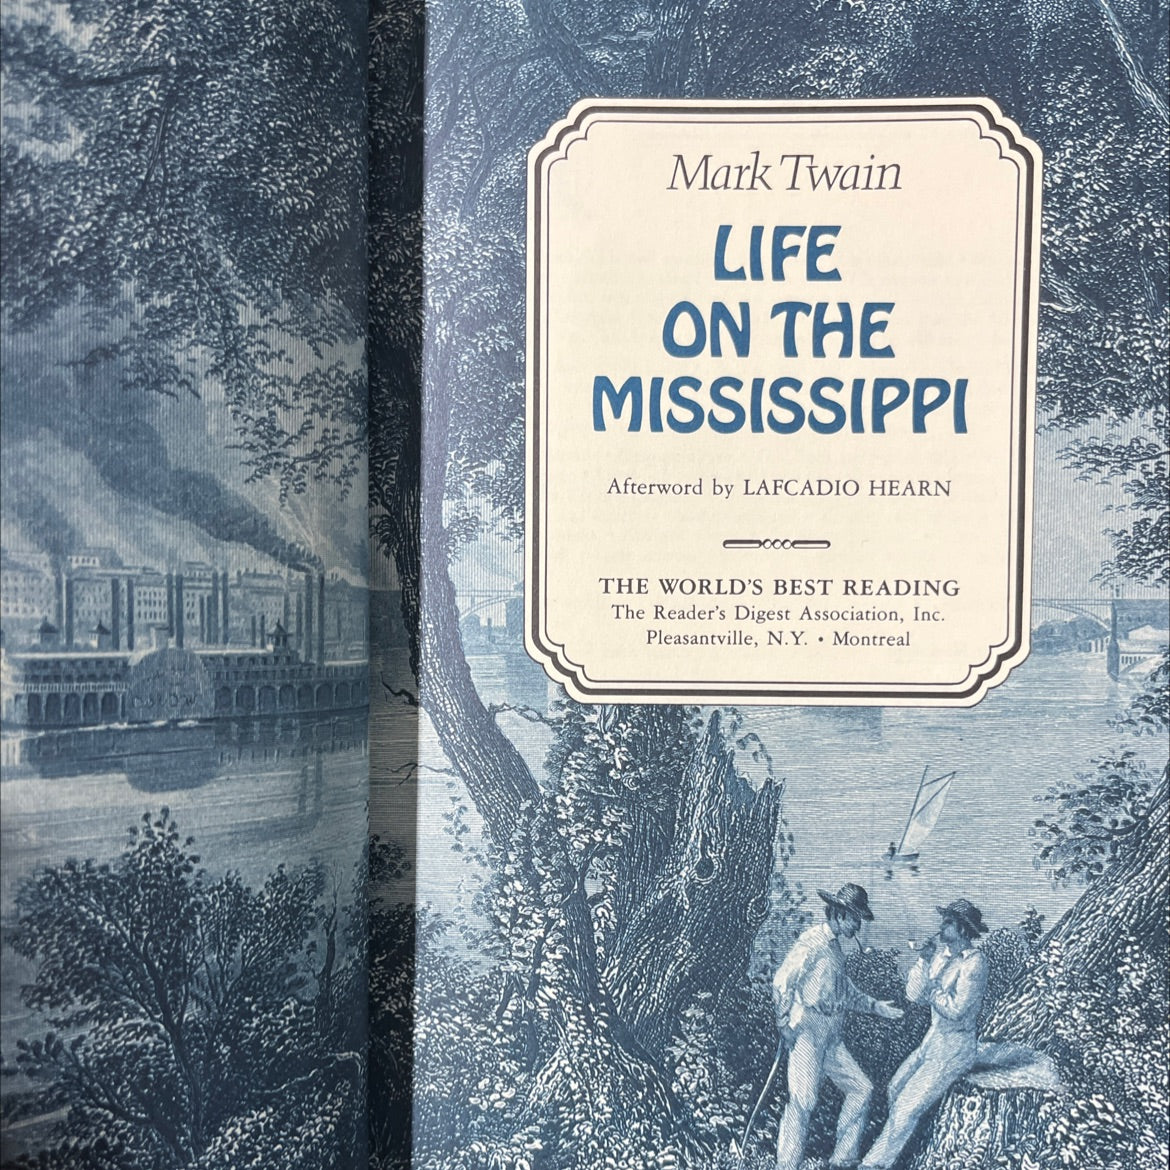 Mark Twain
LIFE
ON THE
MISSISSIPPI
Afterword by LAFCADIO HEARN
THE WORLD'S BEST READING
The Reader's Digest Association, Inc.
Pleasantville, N.Y. • Montreal